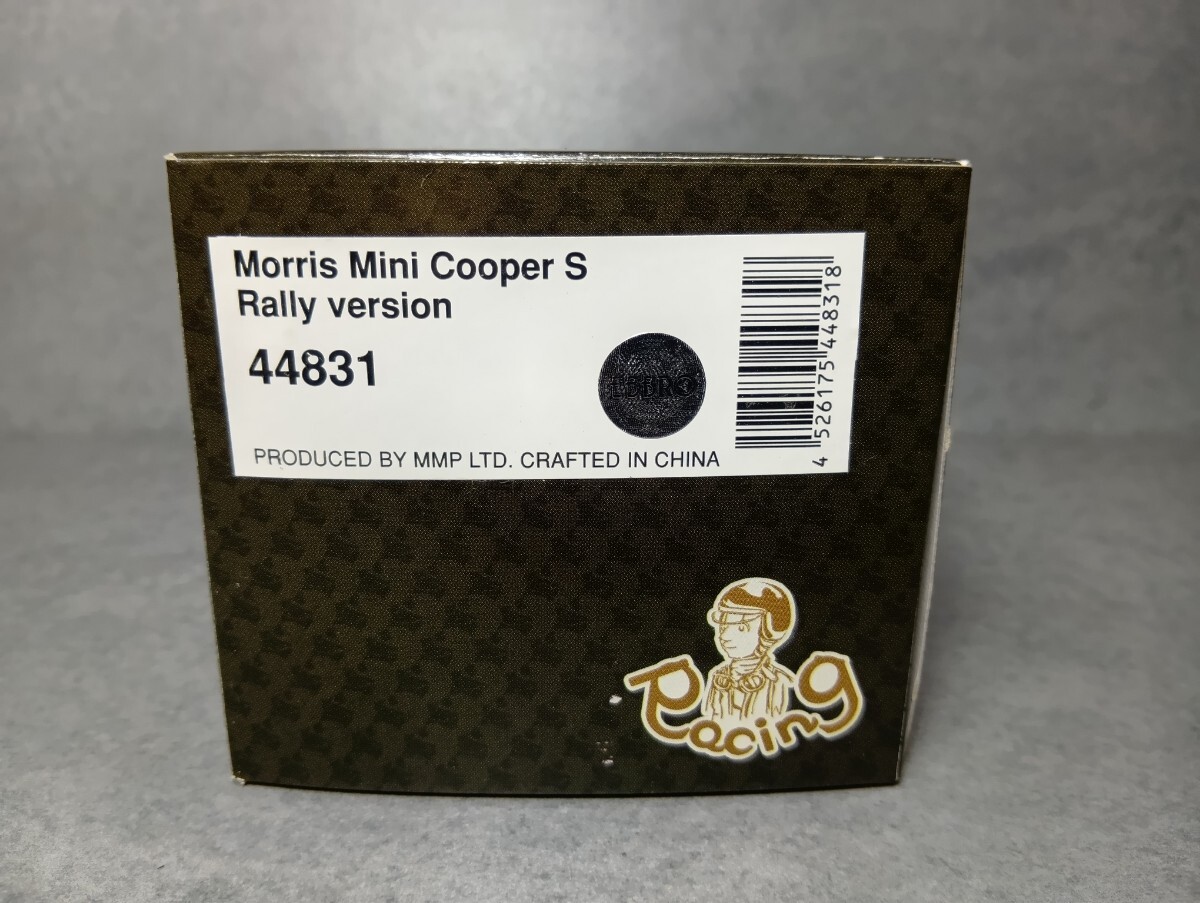 Morris Mini Cooper S
Rally version
44831
EBBRO
PRODUCED BY MMP LTD. CRAFTED IN CHINA
4 526175 448318
Racing